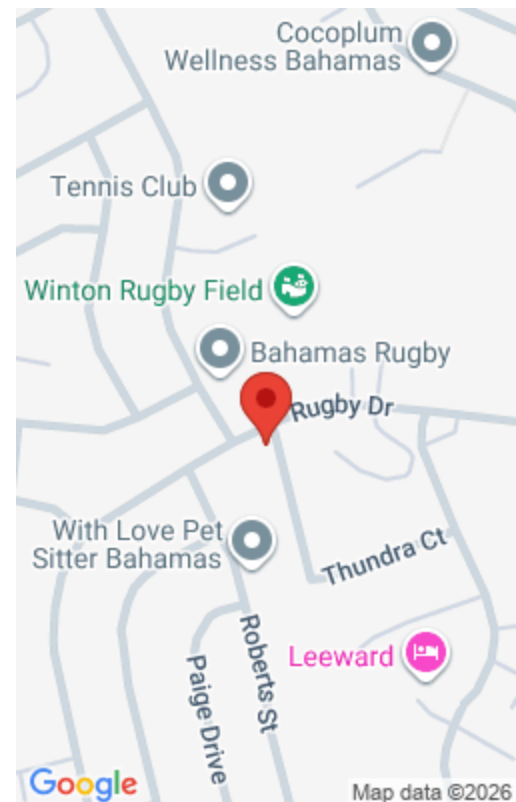 Cocoplum
Wellness Bahamas
Tennis Club
Winton Rugby Field
Bahamas Rugby
Rugby Dr
With Love Pet
Sitter Bahamas
Thundra Ct
Roberts St
Leeward
Paige Drive
Google
Map data ©2026